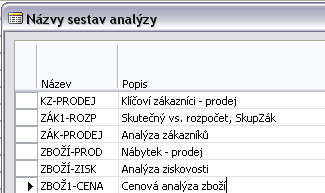 Názvy sestav analýzy
Název Popis
KZ-PRODEJ Klíčoví zákazníci - prodej
ZÁK1-ROZP Skutečný vs. rozpočet, SkupZák
ZÁK-PRODEJ Analýza zákazníků
ZBOŽÍ-PROD Nábytek - prodej
ZBOŽÍ-ZISK Analýza ziskovosti
ZBOŽ1-CENA Cenová analýza zboží